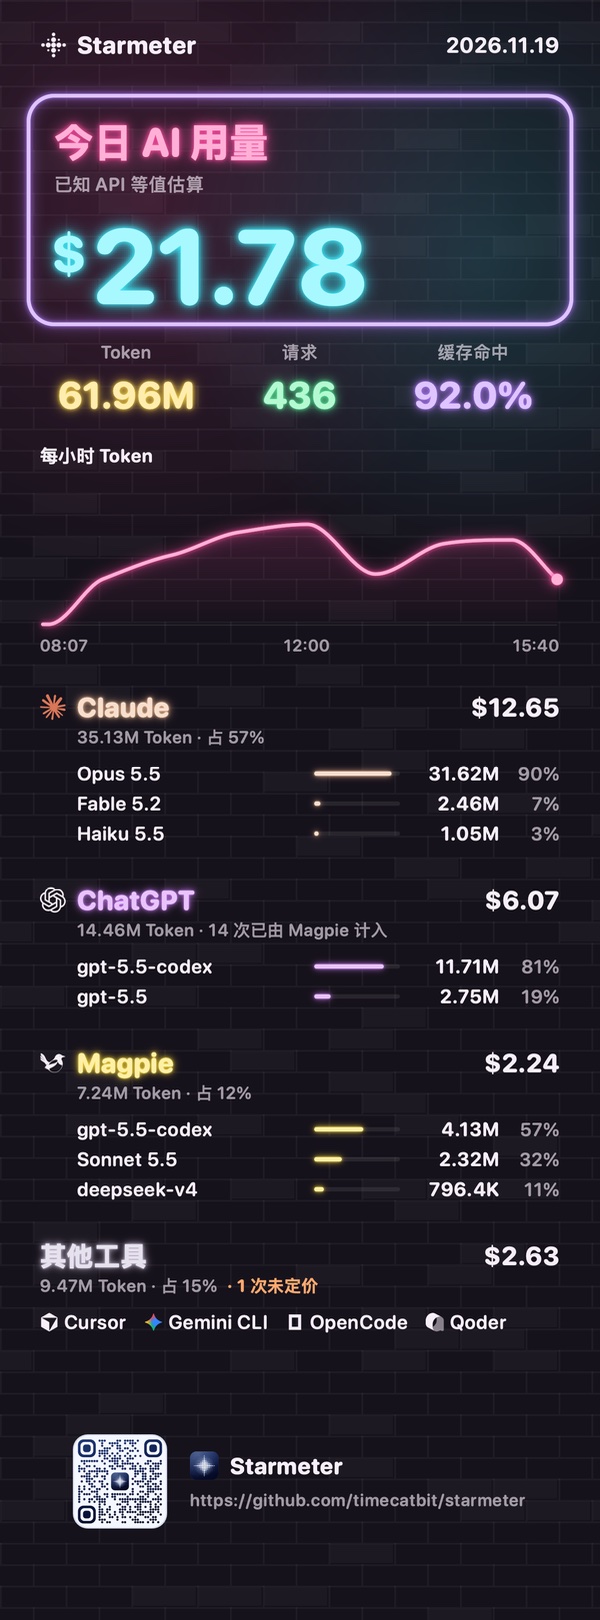 Starmeter
2026.11.19
今日 AI 用量
已知 API 等值估算
$21.78
Token 请求 缓存命中
61.96M 436 92.0%
每小时 Token
08:07 12:00 15:40
Claude $12.65
35.13M Token · 占 57%
Opus 5.5 31.62M 90%
Fable 5.2 2.46M 7%
Haiku 5.5 1.05M 3%
ChatGPT $6.07
14.46M Token · 14 次已由 Magpie 计入
gpt-5.5-codex 11.71M 81%
gpt-5.5 2.75M 19%
Magpie $2.24
7.24M Token · 占 12%
gpt-5.5-codex 4.13M 57%
Sonnet 5.5 2.32M 32%
deepseek-v4 796.4K 11%
其他工具 $2.63
9.47M Token · 占 15% · 1 次未定价
Cursor Gemini CLI OpenCode Qoder
Starmeter
https://github.com/timecatbit/starmeter